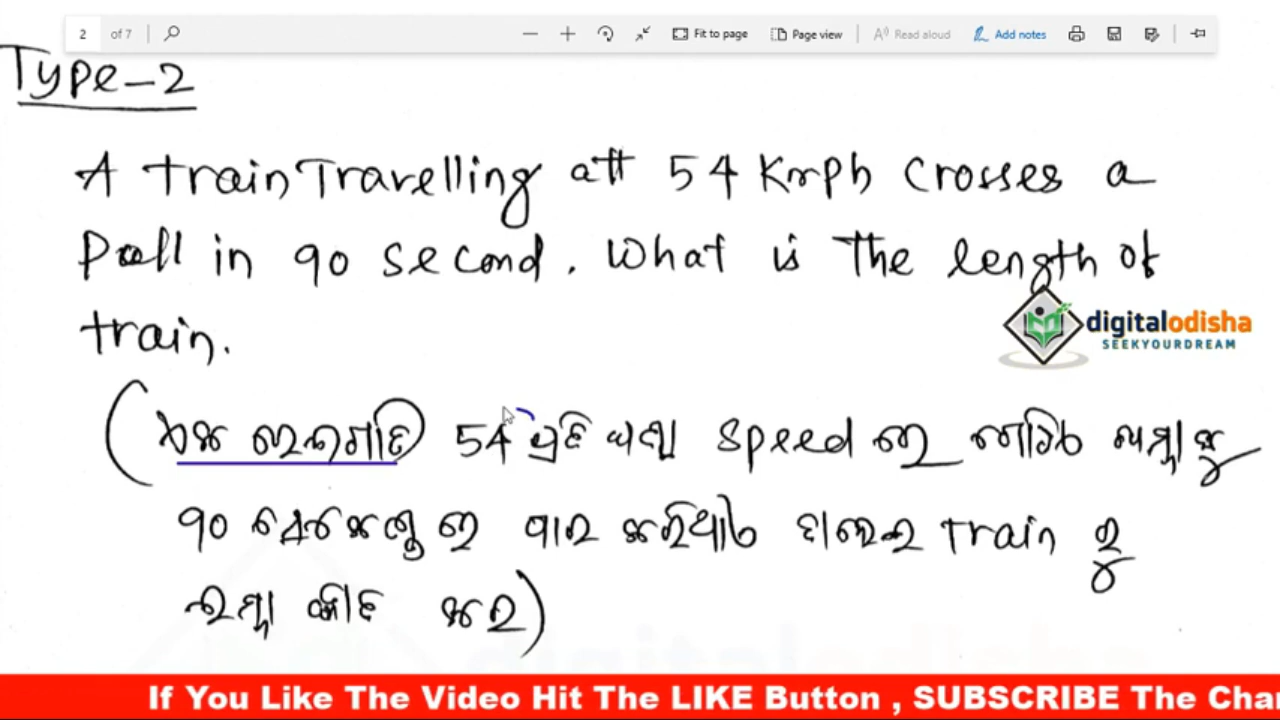 2 of 7 Fit to page Page view Read aloud Add notes
Type-2
A train Travelling att 54 Kmph Crosses a
Poll in 90 second. What is The length of
train.
digitalodisha
SEEKYOURDREAM
(ଏକ ରେଳଗାଡି 54 ପ୍ରତି ଘଣ୍ଟା Speed ରେ ଗୋଟିଏ ଖମ୍ବାକୁ
90 ସେକେଣ୍ଡ ରେ ପାର କରିଥାଏ ତାହେଲେ Train ର
ଲମ୍ବା କେତେ)
If You Like The Video Hit The LIKE Button , SUBSCRIBE The Cha